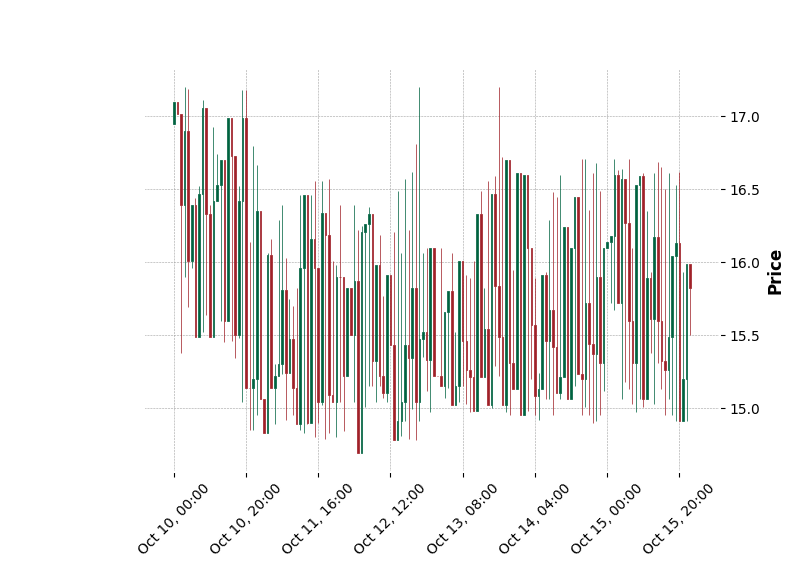 17.0
16.5
16.0
15.5
15.0
Price
Oct 10, 00:00
Oct 10, 20:00
Oct 11, 16:00
Oct 12, 12:00
Oct 13, 08:00
Oct 14, 04:00
Oct 15, 00:00
Oct 15, 20:00